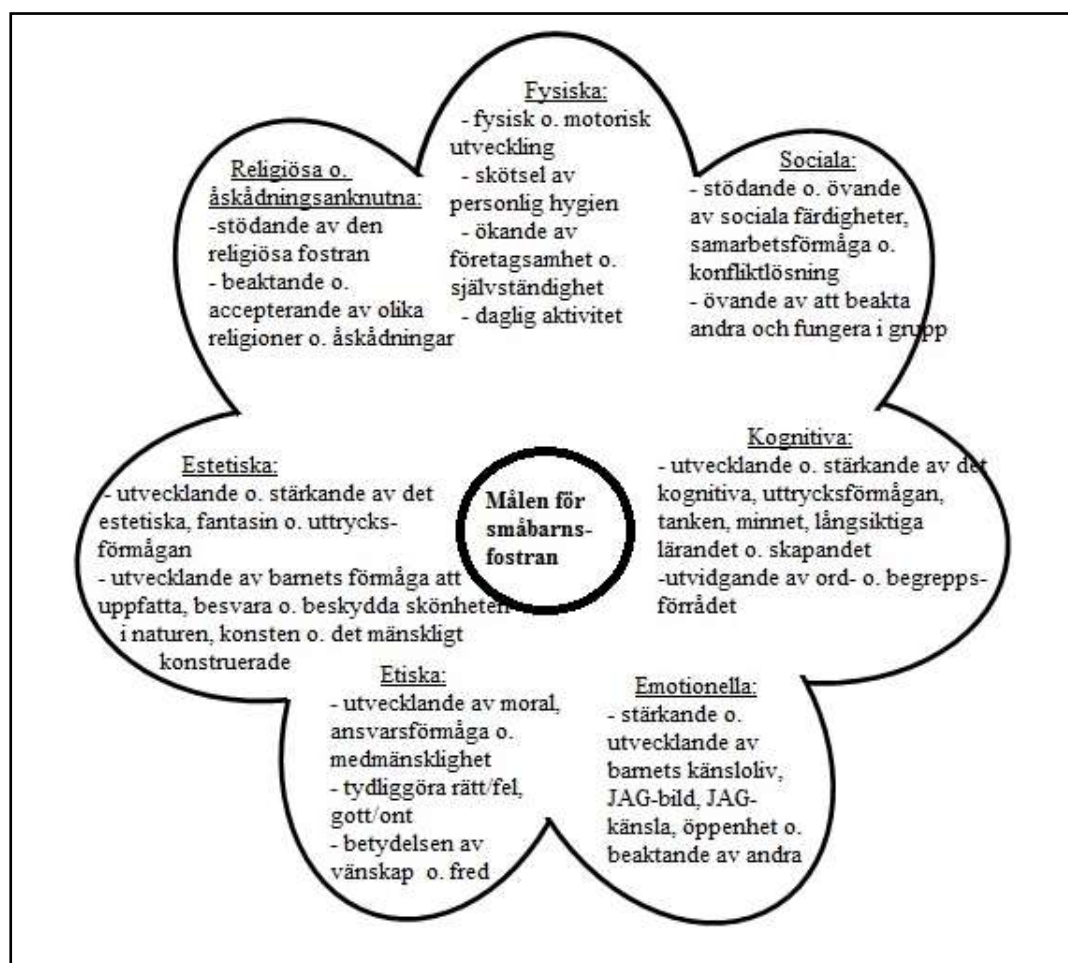 Fysiska:
- fysisk o. motorisk
utveckling
- skötsel av
personlig hygien
- ökande av
företagsamhet o.
självständighet
- daglig aktivitet
Sociala:
- stödande o. övande
av sociala färdigheter,
samarbetsförmåga o.
konfliktlösning
- övande av att beakta
andra och fungera i grupp
Religiösa o.
åskådningsanknutna:
-stödande av den
religiösa fostran
- beaktande o.
accepterande av olika
religioner o. åskådningar
Kognitiva:
- utvecklande o. stärkande av det
kognitiva, uttrycksförmågan,
tanken, minnet, långsiktiga
lärandet o. skapandet
-utvidgande av ord- o. begrepps-
förrådet
Målen för
småbarns-
fostran
Estetiska:
- utvecklande o. stärkande av det
estetiska, fantasin o. uttrycks-
förmågan
- utvecklande av barnets förmåga att
uppfatta, besvara o. beskydda skönheten
i naturen, konsten o. det mänskligt
konstruerade
Etiska:
- utvecklande av moral,
ansvarsförmåga o.
medmänsklighet
- tydliggöra rätt/fel,
gott/ont
- betydelsen av
vänskap o. fred
Emotionella:
- stärkande o.
utvecklande av
barnets känsloliv,
JAG-bild, JAG-
känsla, öppenhet o.
beaktande av andra